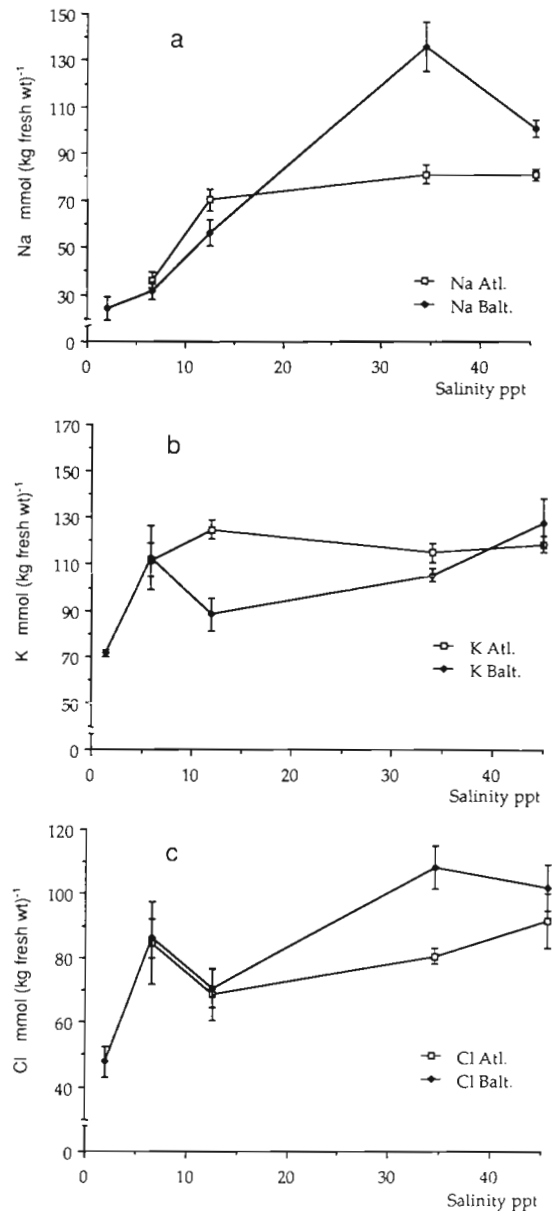 a
Na mmol (kg fresh wt)-1
150
130
110
90
70
50
30
0
Na Atl.
Na Balt.
0 10 20 30 40
Salinity ppt
b
K mmol (kg fresh wt)-1
170
150
130
110
90
70
50
0
K Atl.
K Balt.
0 10 20 30 40
Salinity ppt
c
Cl mmol (kg fresh wt)-1
120
100
80
60
40
0
Cl Atl.
Cl Balt.
0 10 20 30 40
Salinity ppt